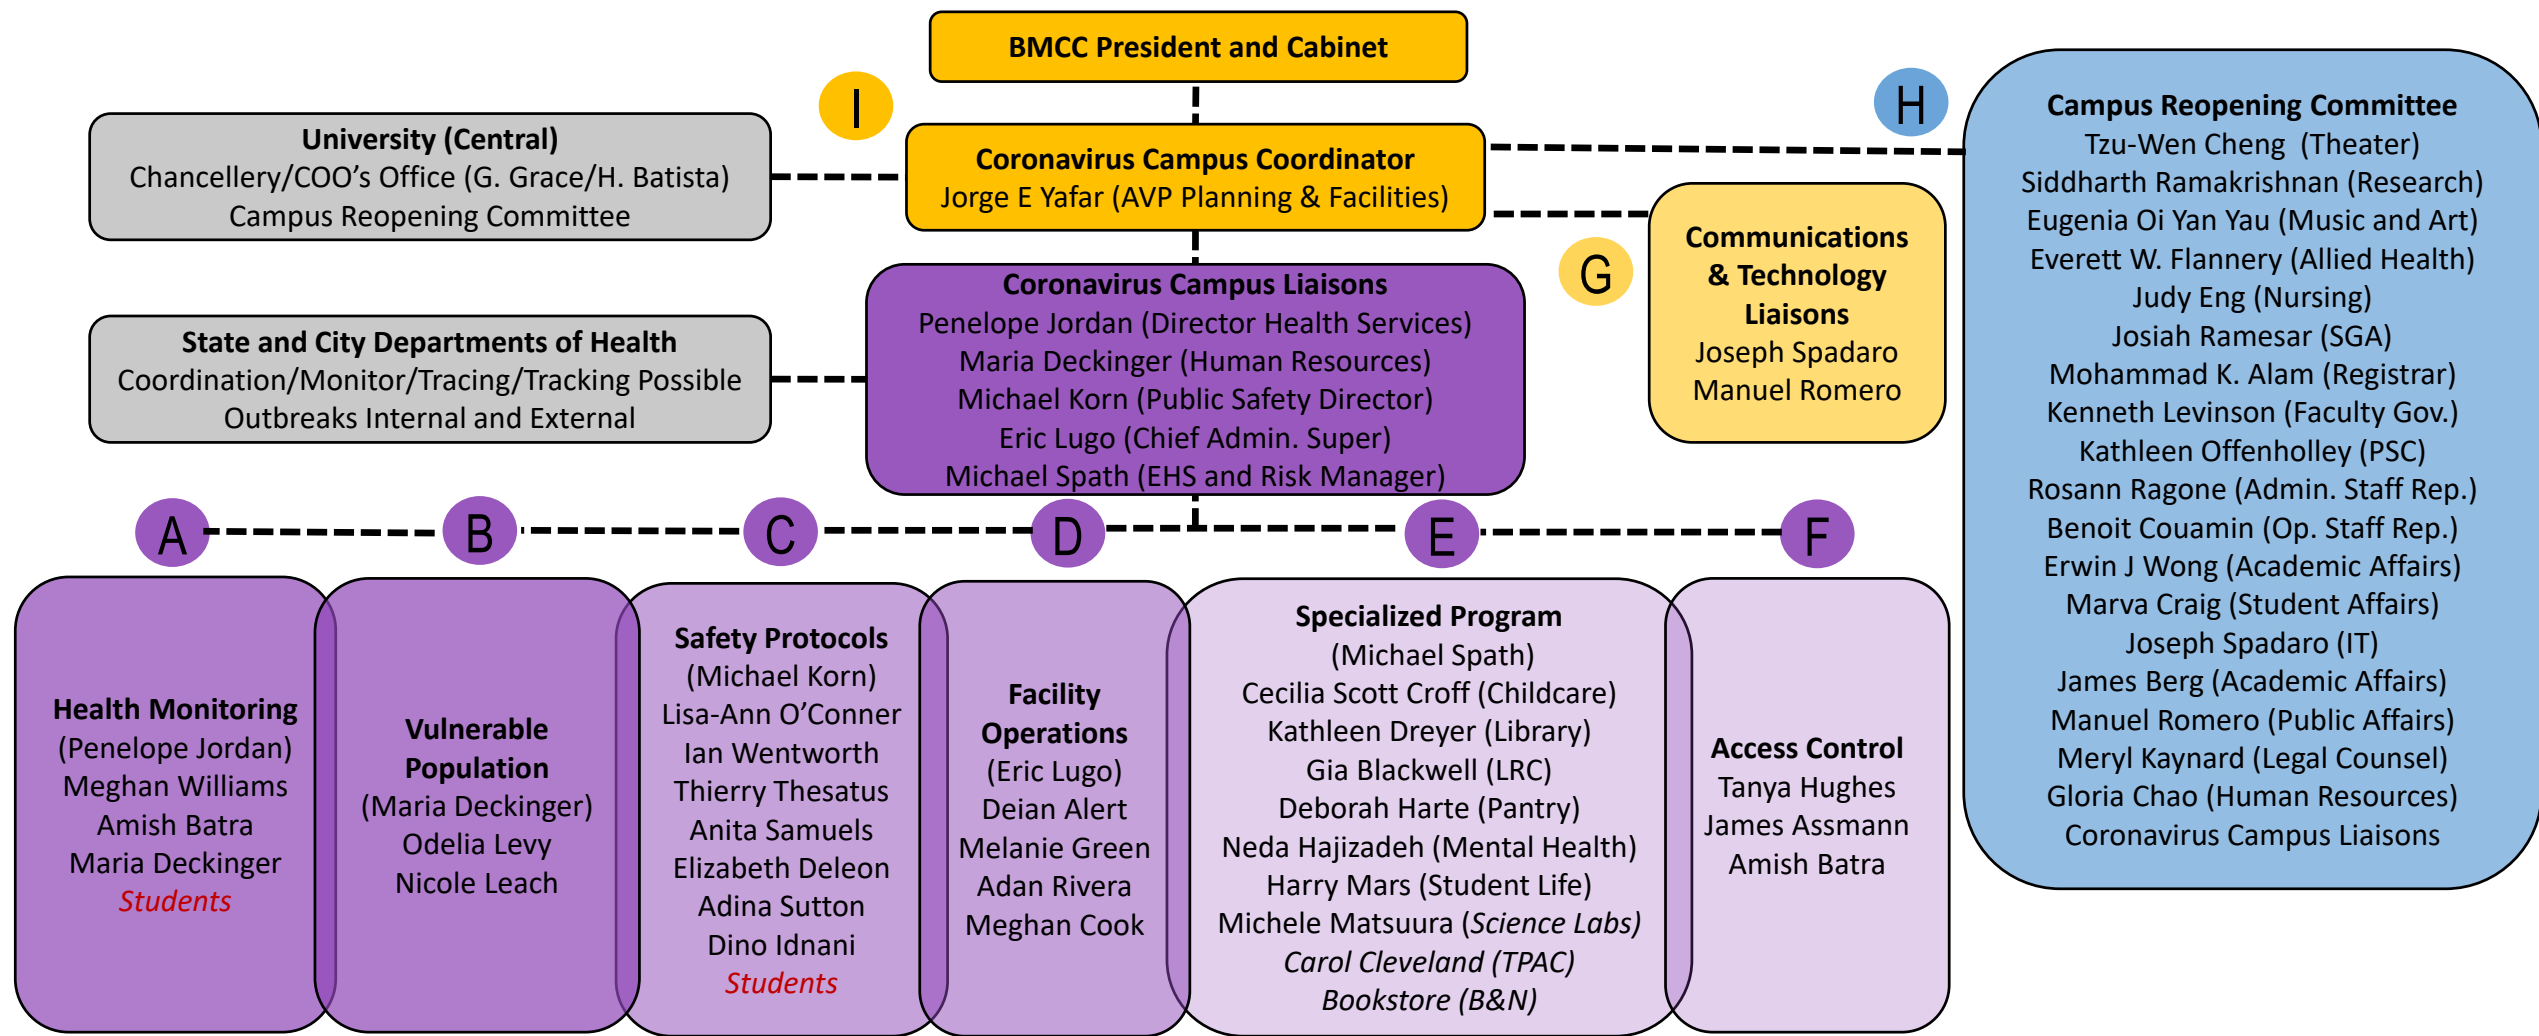 BMCC President and Cabinet
I
H
University (Central)
Chancellery/COO’s Office (G. Grace/H. Batista)
Campus Reopening Committee
Coronavirus Campus Coordinator
Jorge E Yafar (AVP Planning & Facilities)
G
Communications
& Technology
Liaisons
Joseph Spadaro
Manuel Romero
State and City Departments of Health
Coordination/Monitor/Tracing/Tracking Possible
Outbreaks Internal and External
Coronavirus Campus Liaisons
Penelope Jordan (Director Health Services)
Maria Deckinger (Human Resources)
Michael Korn (Public Safety Director)
Eric Lugo (Chief Admin. Super)
Michael Spath (EHS and Risk Manager)
Campus Reopening Committee
Tzu-Wen Cheng (Theater)
Siddharth Ramakrishnan (Research)
Eugenia Oi Yan Yau (Music and Art)
Everett W. Flannery (Allied Health)
Judy Eng (Nursing)
Josiah Ramesar (SGA)
Mohammad K. Alam (Registrar)
Kenneth Levinson (Faculty Gov.)
Kathleen Offenholley (PSC)
Rosann Ragone (Admin. Staff Rep.)
Benoit Couamin (Op. Staff Rep.)
Erwin J Wong (Academic Affairs)
Marva Craig (Student Affairs)
Joseph Spadaro (IT)
James Berg (Academic Affairs)
Manuel Romero (Public Affairs)
Meryl Kaynard (Legal Counsel)
Gloria Chao (Human Resources)
Coronavirus Campus Liaisons
A
B
C
D
E
F
Health Monitoring
(Penelope Jordan)
Meghan Williams
Amish Batra
Maria Deckinger
Students
Vulnerable
Population
(Maria Deckinger)
Odelia Levy
Nicole Leach
Safety Protocols
(Michael Korn)
Lisa-Ann O’Conner
Ian Wentworth
Thierry Thesatus
Anita Samuels
Elizabeth Deleon
Adina Sutton
Dino Idnani
Students
Facility
Operations
(Eric Lugo)
Deian Alert
Melanie Green
Adan Rivera
Meghan Cook
Specialized Program
(Michael Spath)
Cecilia Scott Croff (Childcare)
Kathleen Dreyer (Library)
Gia Blackwell (LRC)
Deborah Harte (Pantry)
Neda Hajizadeh (Mental Health)
Harry Mars (Student Life)
Michele Matsuura (Science Labs)
Carol Cleveland (TPAC)
Bookstore (B&N)
Access Control
Tanya Hughes
James Assmann
Amish Batra